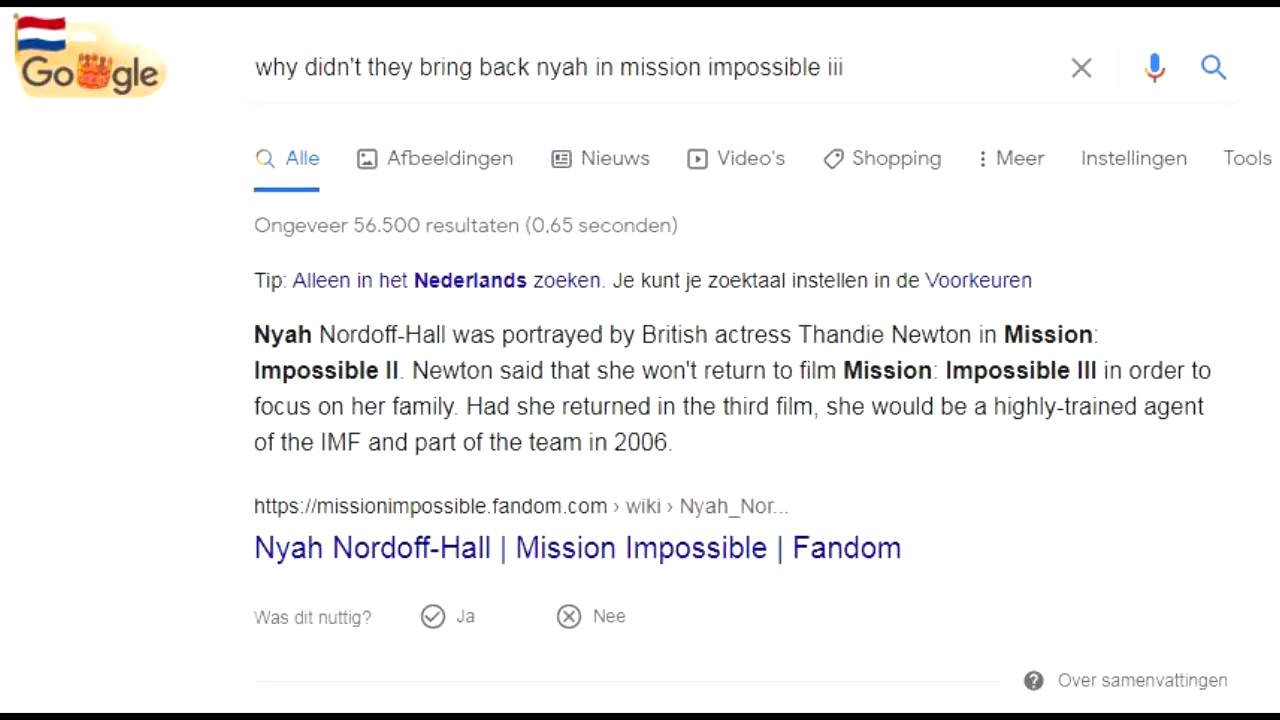 Google
why didn't they bring back nyah in mission impossible iii
Alle Afbeeldingen Nieuws Video's Shopping Meer Instellingen Tools
Ongeveer 56.500 resultaten (0,65 seconden)
Tip: Alleen in het Nederlands zoeken. Je kunt je zoektaal instellen in de Voorkeuren
Nyah Nordoff-Hall was portrayed by British actress Thandie Newton in Mission:
Impossible II. Newton said that she won't return to film Mission: Impossible III in order to
focus on her family. Had she returned in the third film, she would be a highly-trained agent
of the IMF and part of the team in 2006.
https://missionimpossible.fandom.com › wiki › Nyah_Nor...
Nyah Nordoff-Hall | Mission Impossible | Fandom
Was dit nuttig? Ja Nee
Over samenvattingen